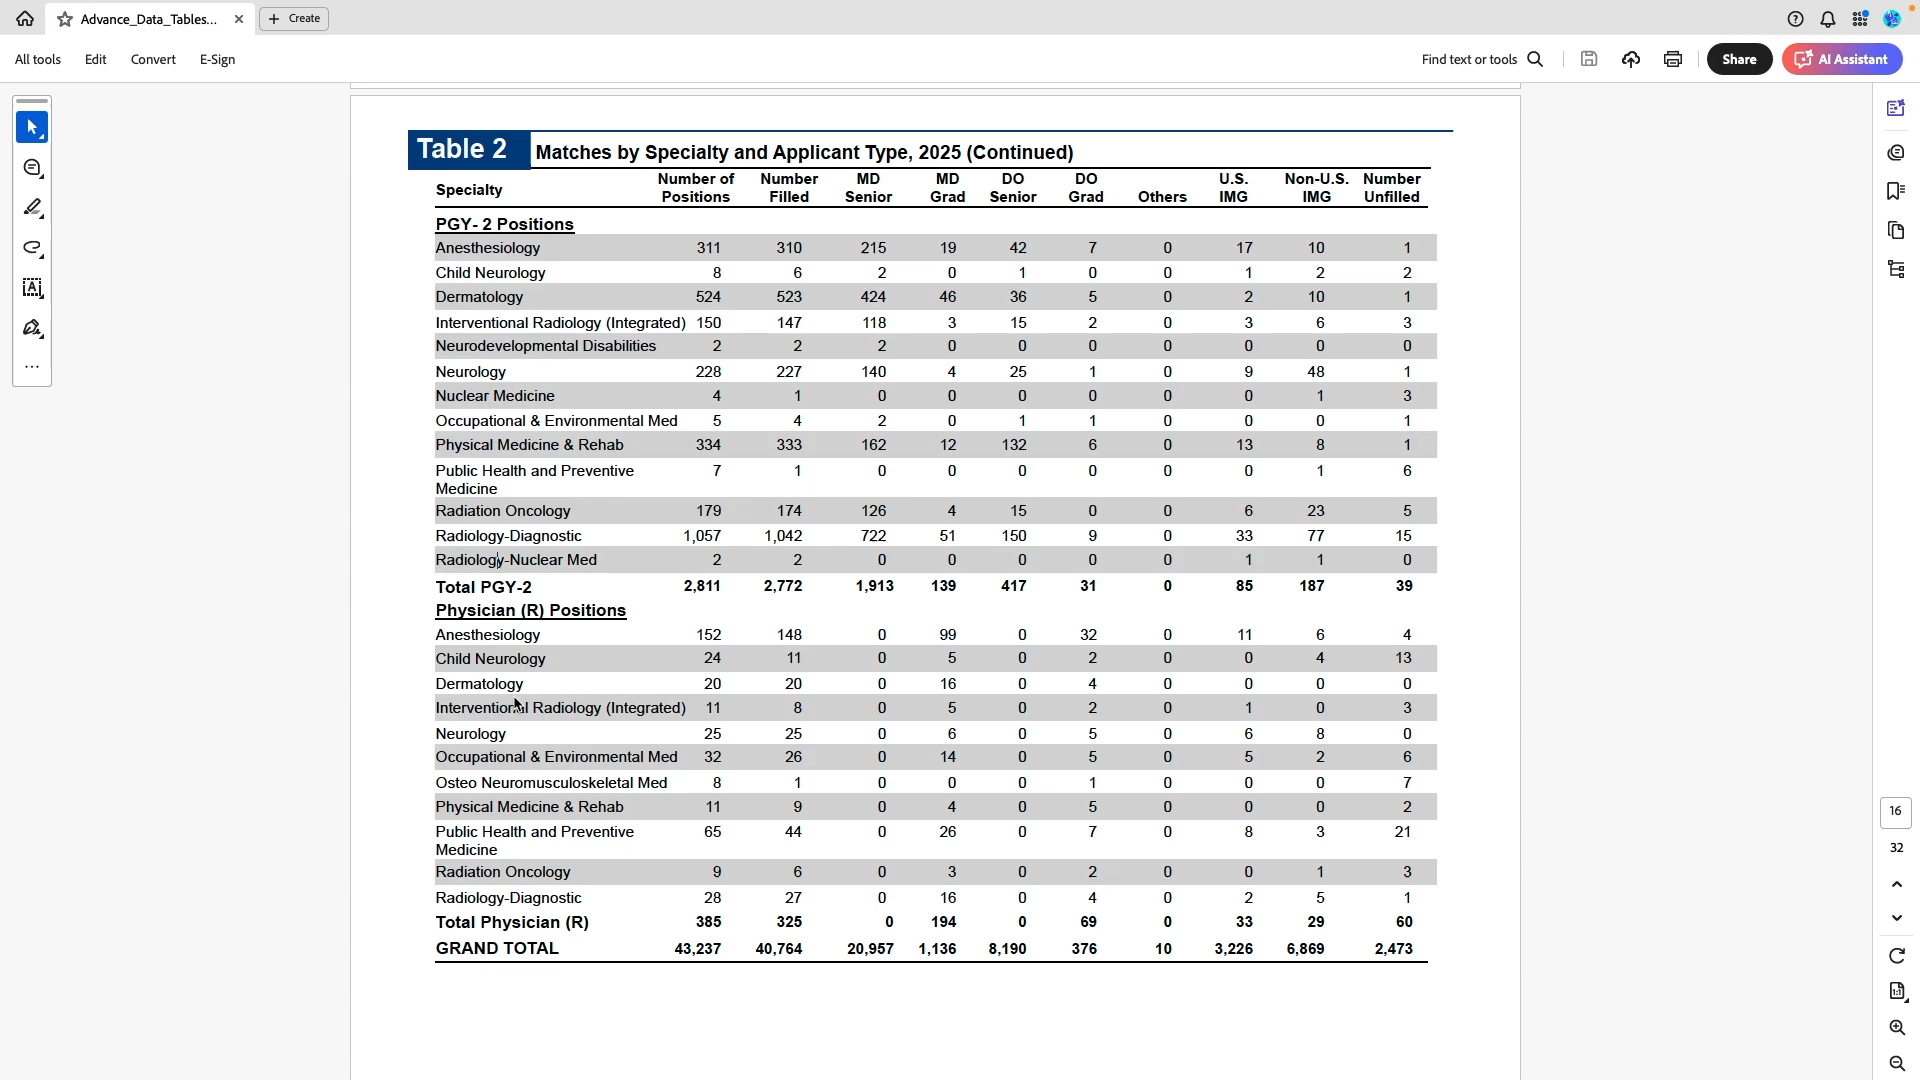 Advance_Data_Tables...
Create
All tools Edit Convert E-Sign Find text or tools Share AI Assistant
Table 2 Matches by Specialty and Applicant Type, 2025 (Continued)
Specialty Number of Positions Number Filled MD Senior MD Grad DO Senior DO Grad Others U.S. IMG Non-U.S. IMG Number Unfilled
PGY- 2 Positions
Anesthesiology 311 310 215 19 42 7 0 17 10 1
Child Neurology 8 6 2 0 1 0 0 1 2 2
Dermatology 524 523 424 46 36 5 0 2 10 1
Interventional Radiology (Integrated) 150 147 118 3 15 2 0 3 6 3
Neurodevelopmental Disabilities 2 2 2 0 0 0 0 0 0 0
Neurology 228 227 140 4 25 1 0 9 48 1
Nuclear Medicine 4 1 0 0 0 0 0 0 1 3
Occupational & Environmental Med 5 4 2 0 1 1 0 0 0 1
Physical Medicine & Rehab 334 333 162 12 132 6 0 13 8 1
Public Health and Preventive 7 1 0 0 0 0 0 0 1 6
Medicine
Radiation Oncology 179 174 126 4 15 0 0 6 23 5
Radiology-Diagnostic 1,057 1,042 722 51 150 9 0 33 77 15
Radiology-Nuclear Med 2 2 0 0 0 0 0 1 1 0
Total PGY-2 2,811 2,772 1,913 139 417 31 0 85 187 39
Physician (R) Positions
Anesthesiology 152 148 0 99 0 32 0 11 6 4
Child Neurology 24 11 0 5 0 2 0 0 4 13
Dermatology 20 20 0 16 0 4 0 0 0 0
Interventional Radiology (Integrated) 11 8 0 5 0 2 0 1 0 3
Neurology 25 25 0 6 0 5 0 6 8 0
Occupational & Environmental Med 32 26 0 14 0 5 0 5 2 6
Osteo Neuromusculoskeletal Med 8 1 0 0 0 1 0 0 0 7
Physical Medicine & Rehab 11 9 0 4 0 5 0 0 0 2
Public Health and Preventive 65 44 0 26 0 7 0 8 3 21
Medicine
Radiation Oncology 9 6 0 3 0 2 0 0 1 3
Radiology-Diagnostic 28 27 0 16 0 4 0 2 5 1
Total Physician (R) 385 325 0 194 0 69 0 33 29 60
GRAND TOTAL 43,237 40,764 20,957 1,136 8,190 376 10 3,226 6,869 2,473
16
32